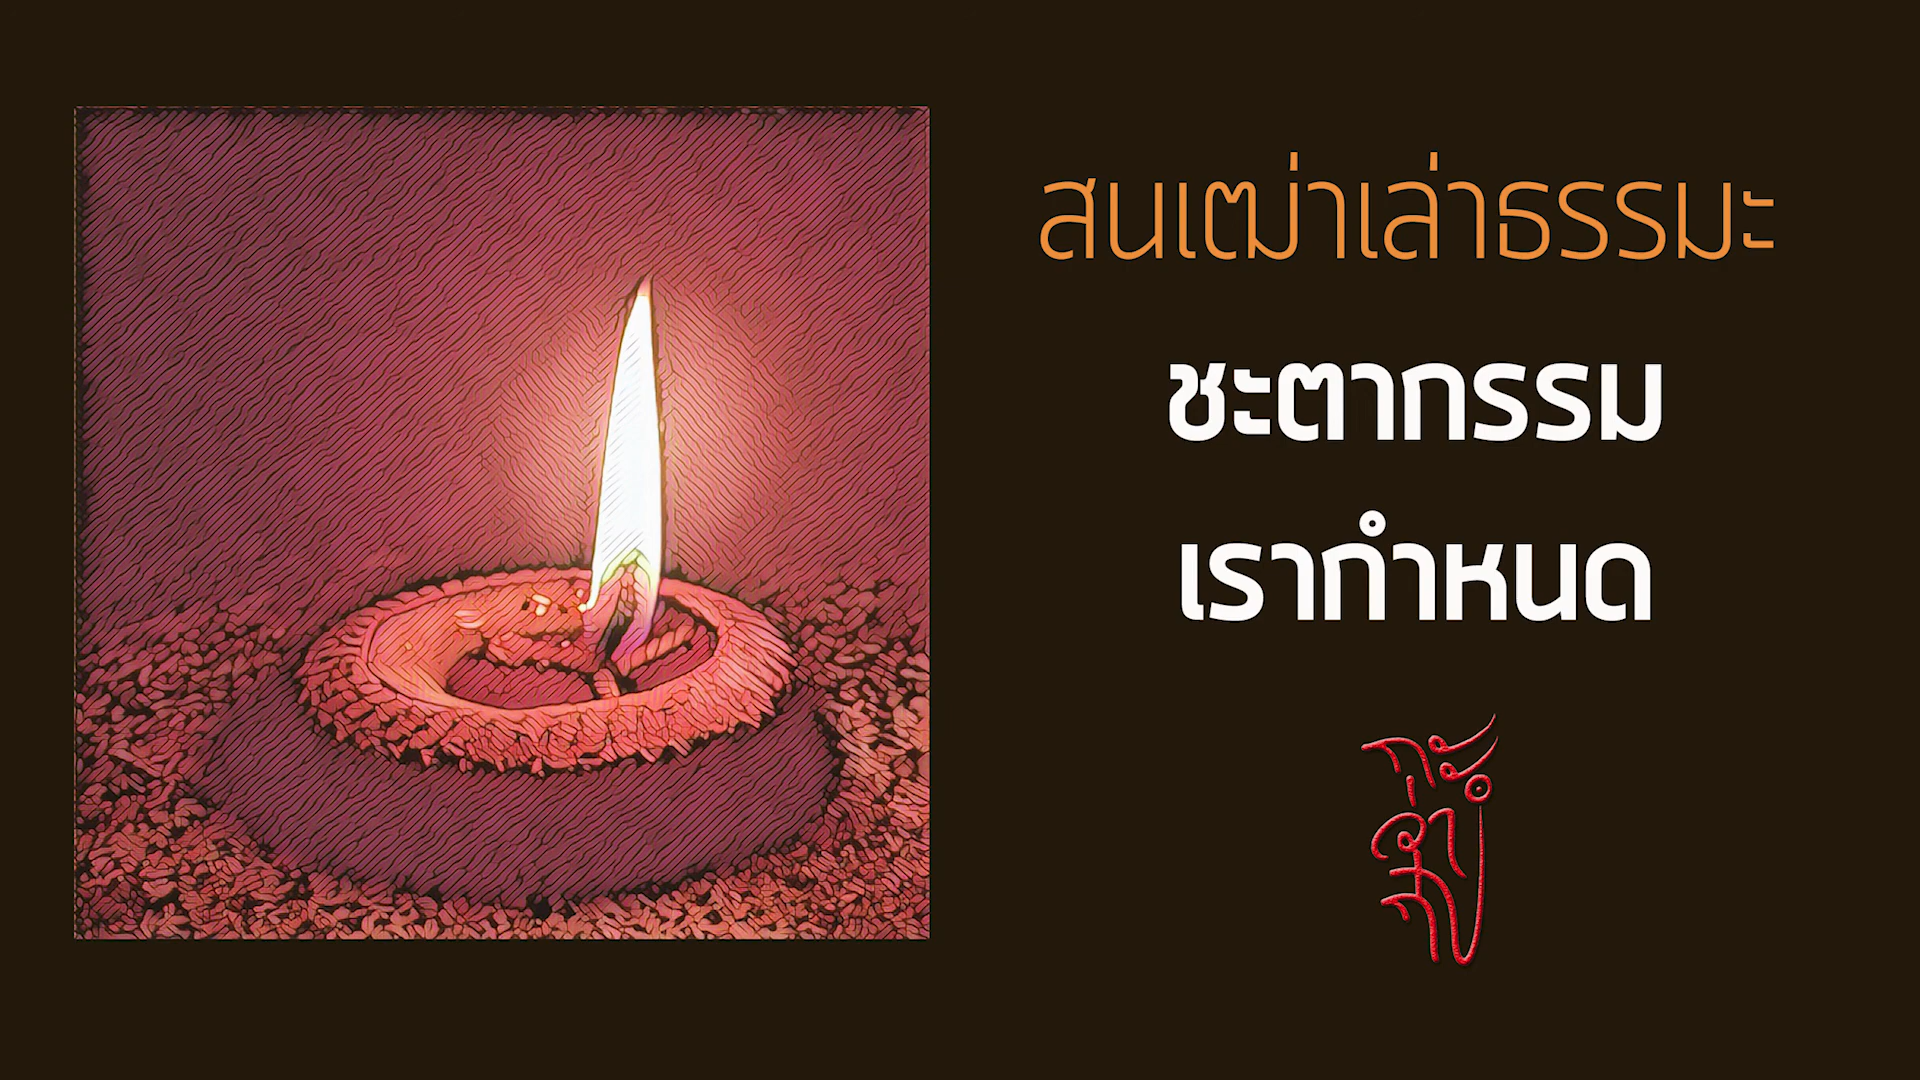 สนเฒ่าเล่าธรรมะ
ชะตากรรม
เรากำหนด